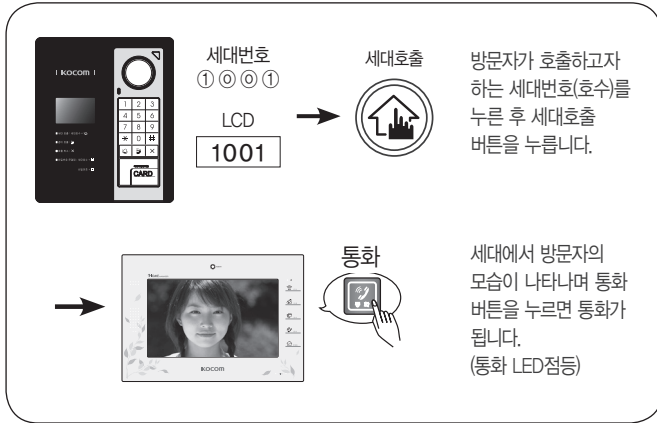 KOCOM
1 2 3
4 5 6
7 8 9
* 0 #
CARD
세대번호
① ⓪ ⓪ ①
LCD
1001
세대호출
방문자가 호출하고자
하는 세대번호(호수)를
누른 후 세대호출
버튼을 누릅니다.
KOCOM
통화
세대에서 방문자의
모습이 나타나며 통화
버튼을 누르면 통화가
됩니다.
(통화 LED점등)